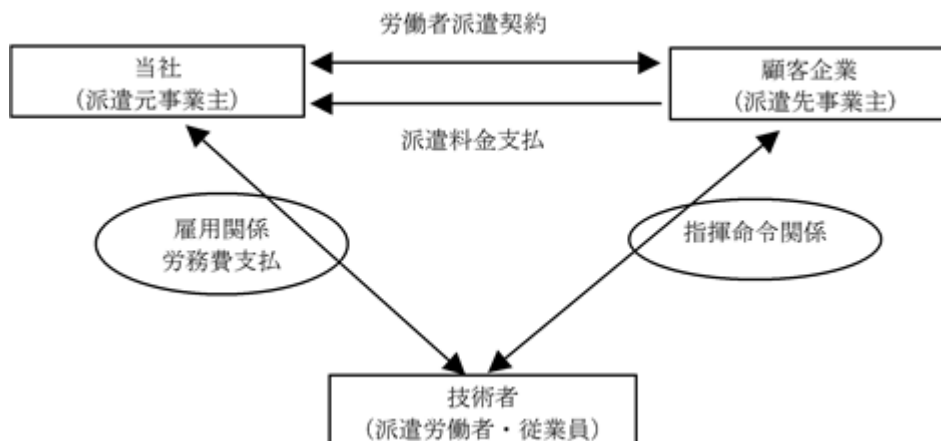 労働者派遣契約
当社
(派遣元事業主)
顧客企業
(派遣先事業主)
派遣料金支払
雇用関係
労務費支払
指揮命令関係
技術者
(派遣労働者・従業員)